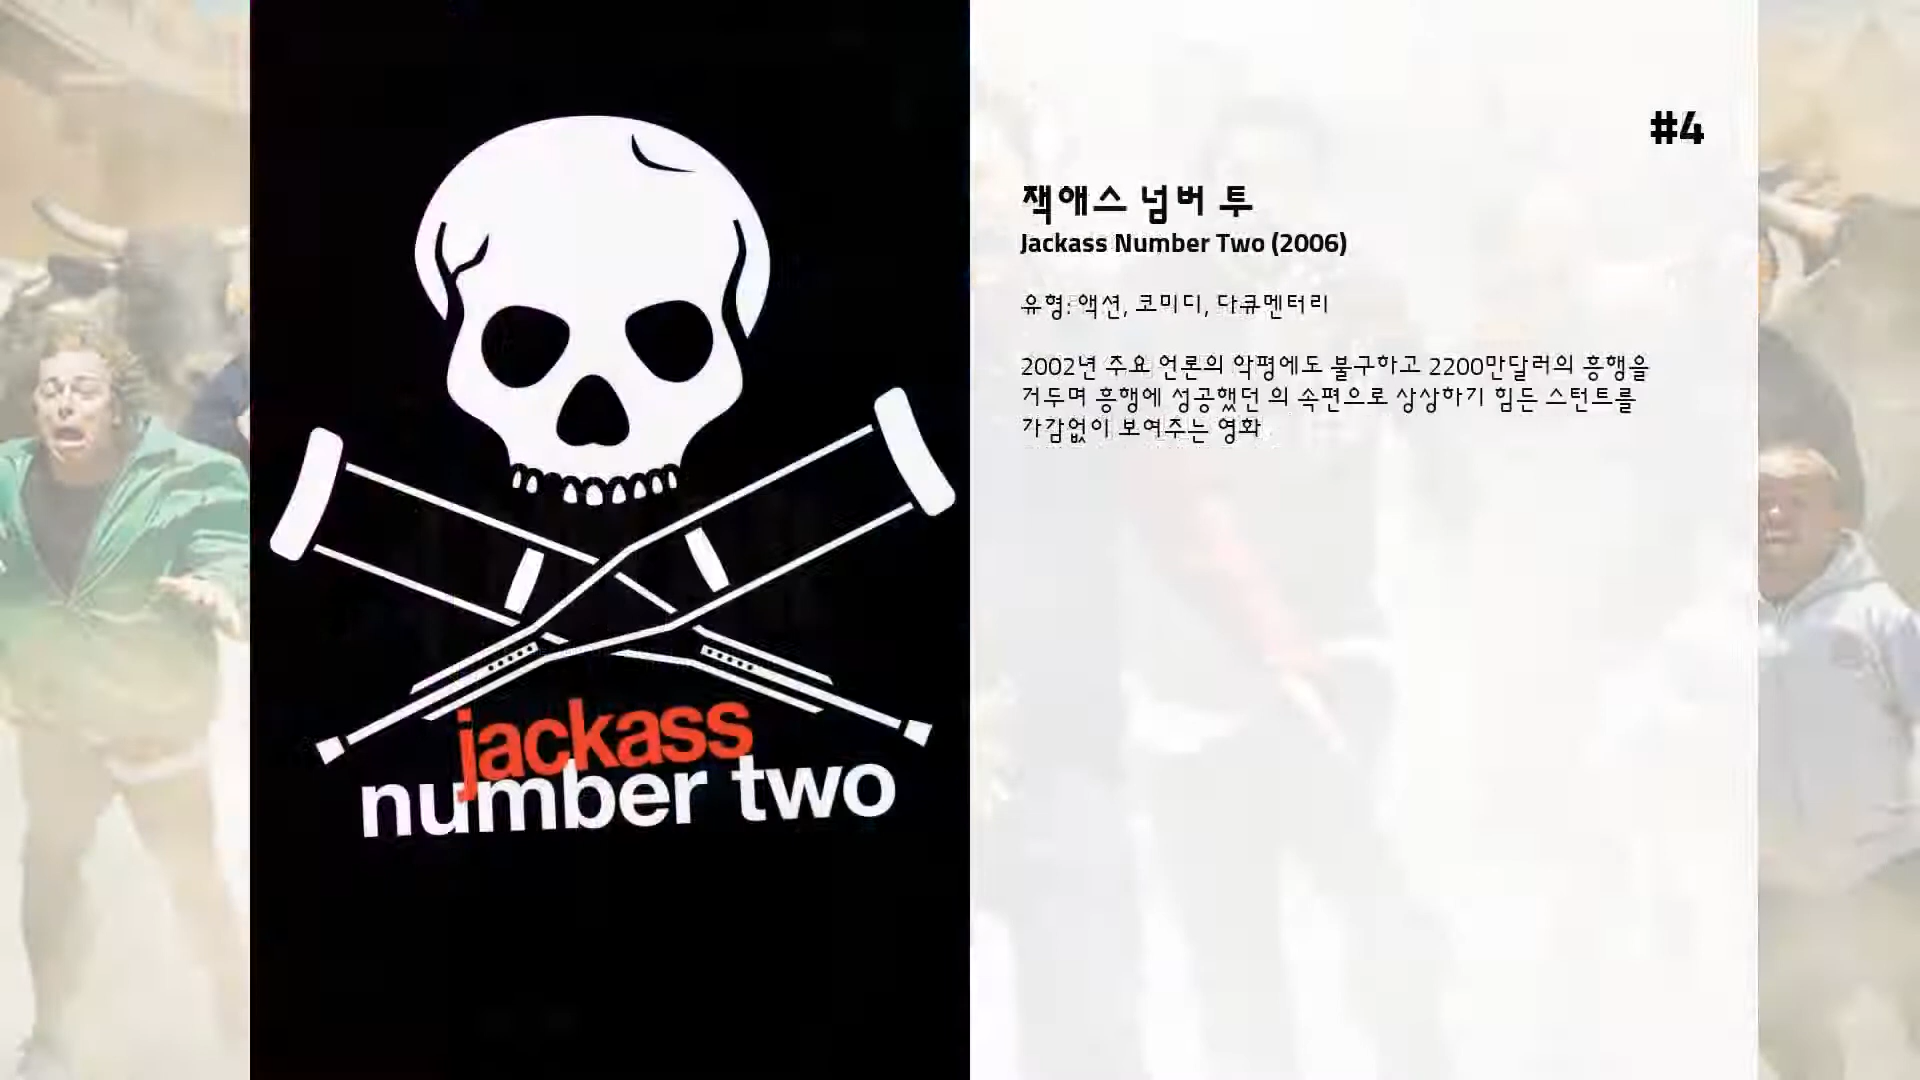 jackass
number two
#4
잭애스 넘버 투
Jackass Number Two (2006)
유형: 액션, 코미디, 다큐멘터리
2002년 주요 언론의 악평에도 불구하고 2200만달러의 흥행을
거두며 흥행에 성공했던 의 속편으로 상상하기 힘든 스턴트를
가감없이 보여주는 영화